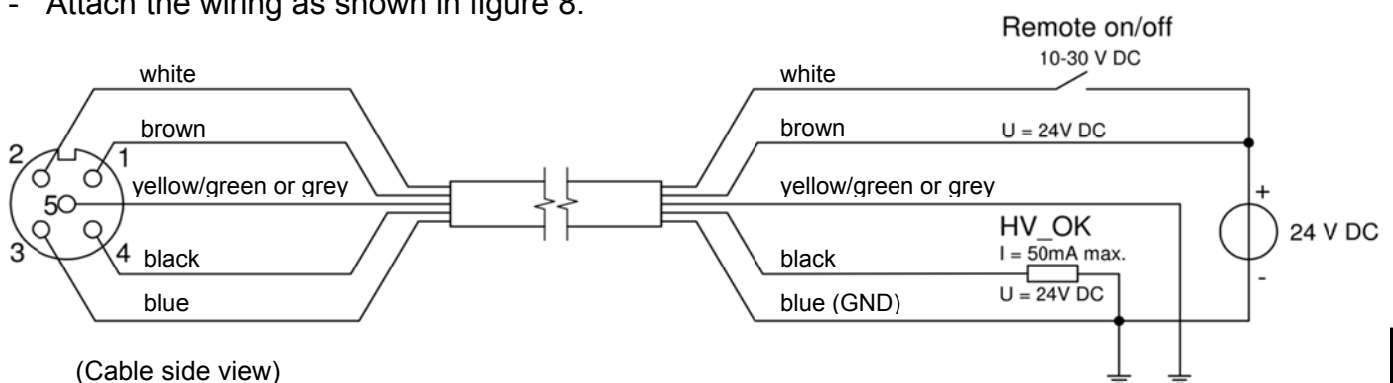 - Attach the wiring as shown in figure 8.
Remote on/off
10-30 V DC
white
white
brown
brown
U = 24V DC
2
1
yellow/green or grey
yellow/green or grey
5
+
24 V DC
HV_OK
I = 50mA max.
3
4
black
black
U = 24V DC
-
blue
blue (GND)
(Cable side view)